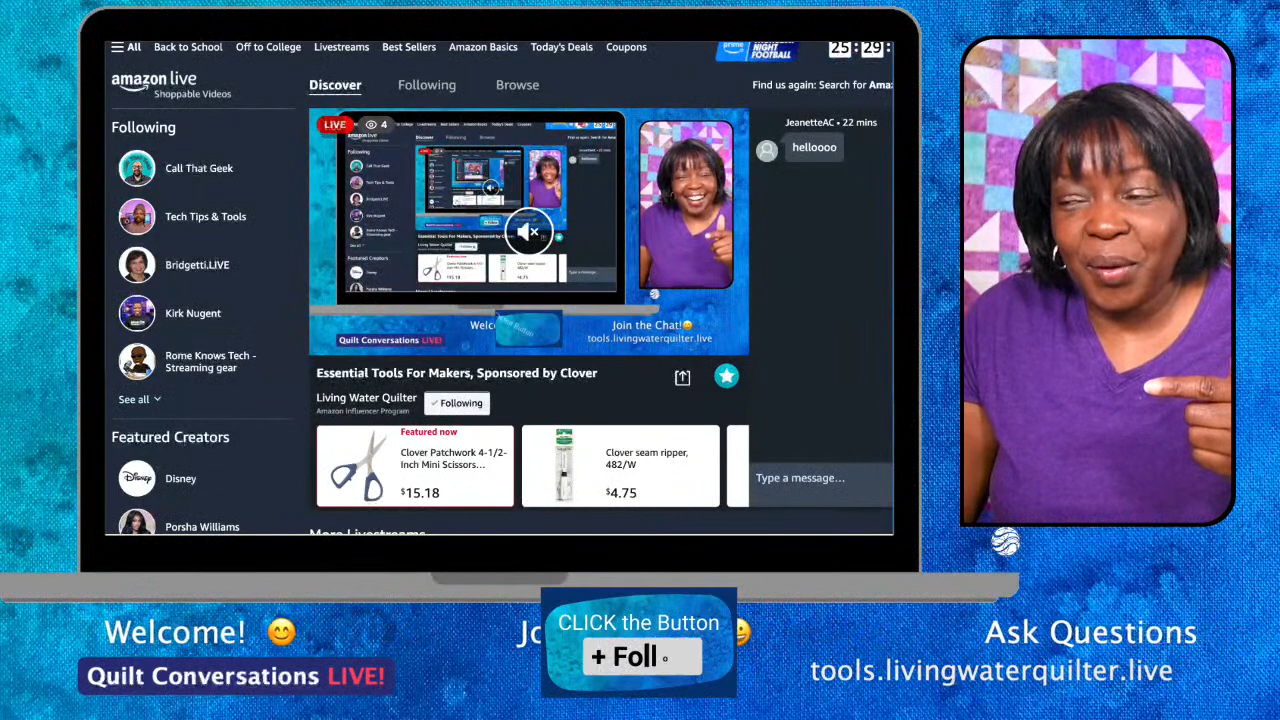 All Back to School Off to College Livestreams Best Sellers Amazon Basics Today's Deals Coupons
prime
NIGHT
FOOTBALL
25:29:
amazon live
Shoppable Videos
Discover Following Browse
Find us again: Search for Ama
Following
Call That Geek
Tech Tips & Tools
Bridgetti.LIVE
Kirk Nugent
Rome Knows Tech -
Streaming gear
See all
Featured Creators
Disney
Porsha Williams
LIVE 4
JeanetteAC • 22 mins
helloooo
Join the Chat!😄
Quilt Conversations LIVE!
tools.livingwaterquilter.live
Essential Tools For Makers, Sponsored by Clover
Living Water Quilter
Amazon Influencer Program
Following
Featured now
Clover Patchwork 4-1/2-
Inch Mini Scissors...
$15.18
Clover seam ripper,
482/W
$4.75
Type a message...
More Livestreams
Welcome! 😊
Quilt Conversations LIVE!
CLICK the Button
+ Foll
Ask Questions
tools.livingwaterquilter.live